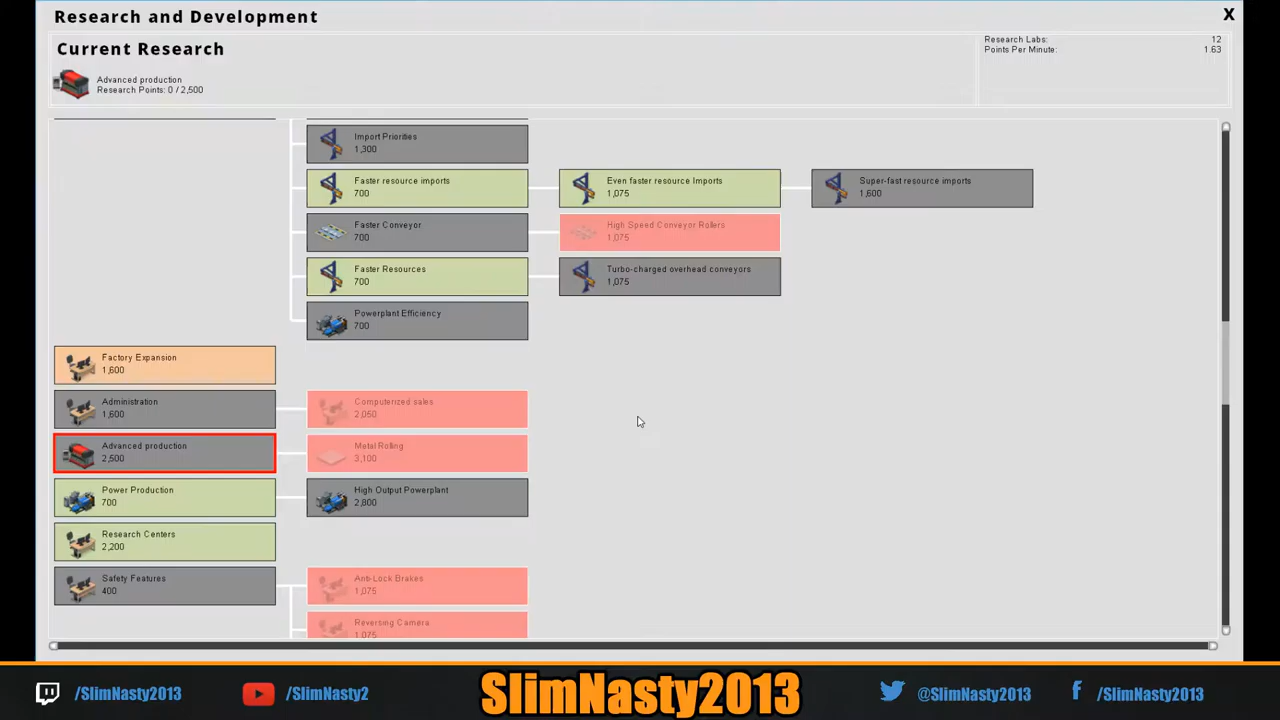 Research and Development
X
Current Research
Research Labs: 12
Points Per Minute: 1.63
Advanced production
Research Points: 0 / 2,500
Import Priorities
1,300
Faster resource imports
700
Even faster resource Imports
1,075
Super-fast resource imports
1,600
Faster Conveyor
700
High Speed Conveyor Rollers
1,075
Faster Resources
700
Turbo-charged overhead conveyors
1,075
Powerplant Efficiency
700
Factory Expansion
1,600
Administration
1,600
Computerized sales
2,050
Advanced production
2,500
Metal Rolling
3,100
Power Production
700
High Output Powerplant
2,800
Research Centers
2,200
Safety Features
400
Anti-Lock Brakes
1,075
Reversing Camera
1,075
/SlimNasty2013
/SlimNasty2
SlimNasty2013
@SlimNasty2013
/SlimNasty2013